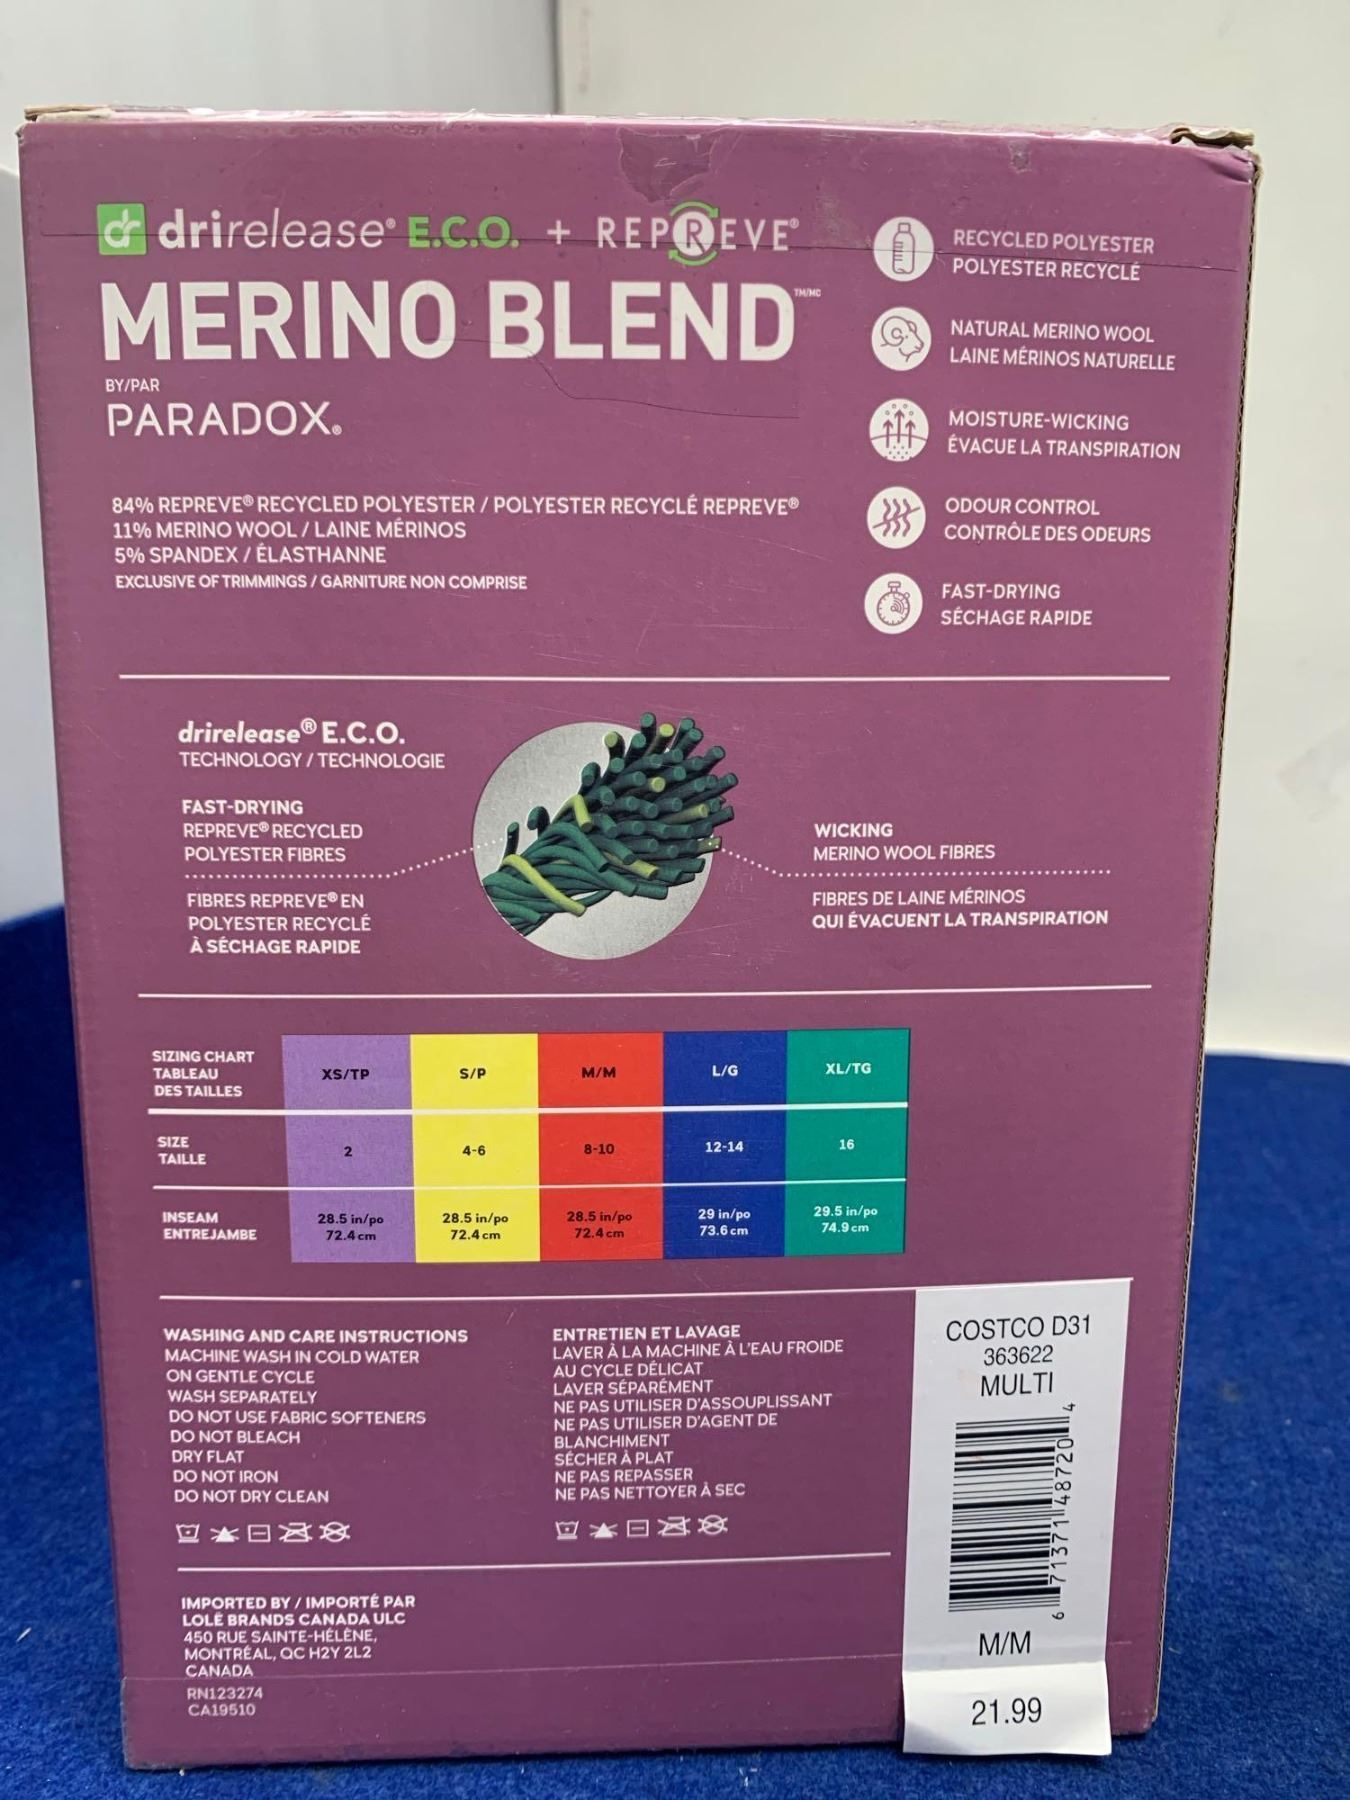 dr drirelease® E.C.O. + REPREVE®
MERINO BLEND™/MC
BY/PAR
PARADOX®
RECYCLED POLYESTER
POLYESTER RECYCLÉ
NATURAL MERINO WOOL
LAINE MÉRINOS NATURELLE
MOISTURE-WICKING
ÉVACUE LA TRANSPIRATION
ODOUR CONTROL
CONTRÔLE DES ODEURS
FAST-DRYING
SÉCHAGE RAPIDE
84% REPREVE® RECYCLED POLYESTER / POLYESTER RECYCLÉ REPREVE®
11% MERINO WOOL / LAINE MÉRINOS
5% SPANDEX / ÉLASTHANNE
EXCLUSIVE OF TRIMMINGS / GARNITURE NON COMPRISE
drirelease® E.C.O.
TECHNOLOGY / TECHNOLOGIE
FAST-DRYING
REPREVE® RECYCLED
POLYESTER FIBRES
FIBRES REPREVE® EN
POLYESTER RECYCLÉ
À SÉCHAGE RAPIDE
WICKING
MERINO WOOL FIBRES
FIBRES DE LAINE MÉRINOS
QUI ÉVACUENT LA TRANSPIRATION
SIZING CHART
TABLEAU
DES TAILLES
XS/TP S/P M/M L/G XL/TG
SIZE
TAILLE
2 4-6 8-10 12-14 16
INSEAM
ENTREJAMBE
28.5 in/po 28.5 in/po 28.5 in/po 29 in/po 29.5 in/po
72.4 cm 72.4 cm 72.4 cm 73.6 cm 74.9 cm
WASHING AND CARE INSTRUCTIONS
MACHINE WASH IN COLD WATER
ON GENTLE CYCLE
WASH SEPARATELY
DO NOT USE FABRIC SOFTENERS
DO NOT BLEACH
DRY FLAT
DO NOT IRON
DO NOT DRY CLEAN
ENTRETIEN ET LAVAGE
LAVER À LA MACHINE À L'EAU FROIDE
AU CYCLE DÉLICAT
LAVER SÉPARÉMENT
NE PAS UTILISER D'ASSOUPLISSANT
NE PAS UTILISER D'AGENT DE
BLANCHIMENT
SÉCHER À PLAT
NE PAS REPASSER
NE PAS NETTOYER À SEC
IMPORTED BY / IMPORTÉ PAR
LOLË BRANDS CANADA ULC
450 RUE SAINTE-HÉLÈNE,
MONTRÉAL, QC H2Y 2L2
CANADA
RN123274
CA19510
COSTCO D31
363622
MULTI
6 71371 48720 4
M/M
21.99